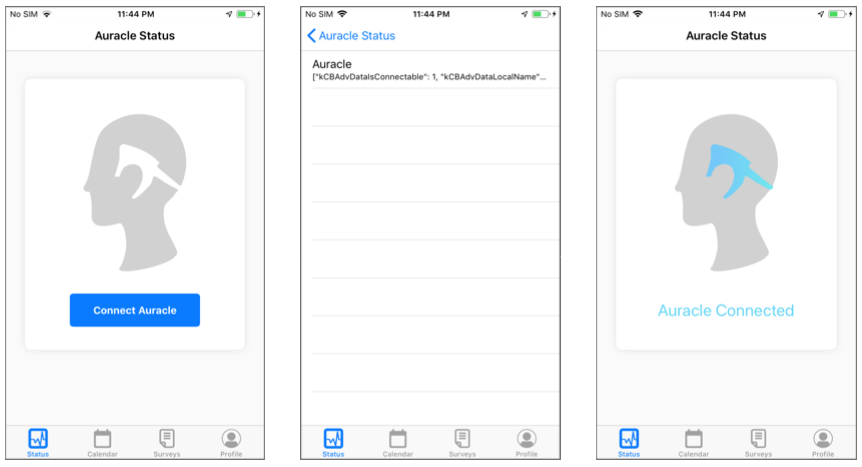 No SIM 11:44 PM
Auracle Status
Connect Auracle
Status Calendar Surveys Profile
No SIM 11:44 PM
Auracle Status
Auracle
["kCBAdvDataIsConnectable": 1, "kCBAdvDataLocalName"...
Status Calendar Surveys Profile
No SIM 11:44 PM
Auracle Status
Auracle Connected
Status Calendar Surveys Profile